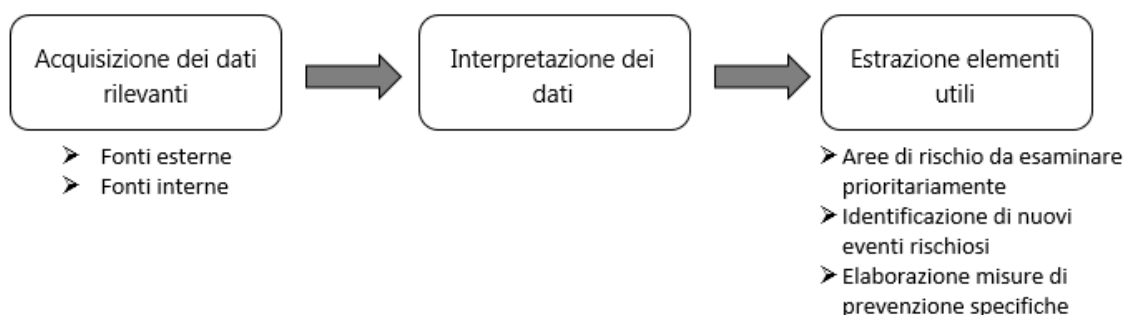 Acquisizione dei dati
rilevanti
Fonti esterne
Fonti interne
Interpretazione dei
dati
Estrazione elementi
utili
Aree di rischio da esaminare
prioritariamente
Identificazione di nuovi
eventi rischiosi
Elaborazione misure di
prevenzione specifiche